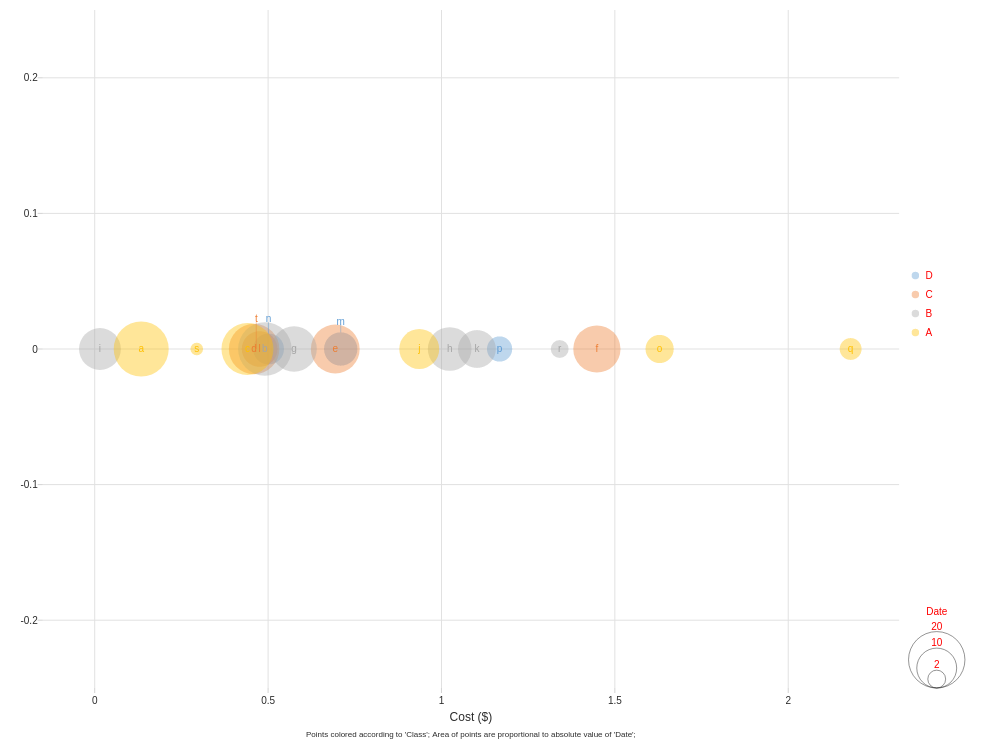 0.2
0.1
0
-0.1
-0.2
t n m
i a s d l b g e j h k p r f o q
0 0.5 1 1.5 2
Cost ($)
D
C
B
A
Date
20
10
2
Points colored according to 'Class'; Area of points are proportional to absolute value of 'Date';